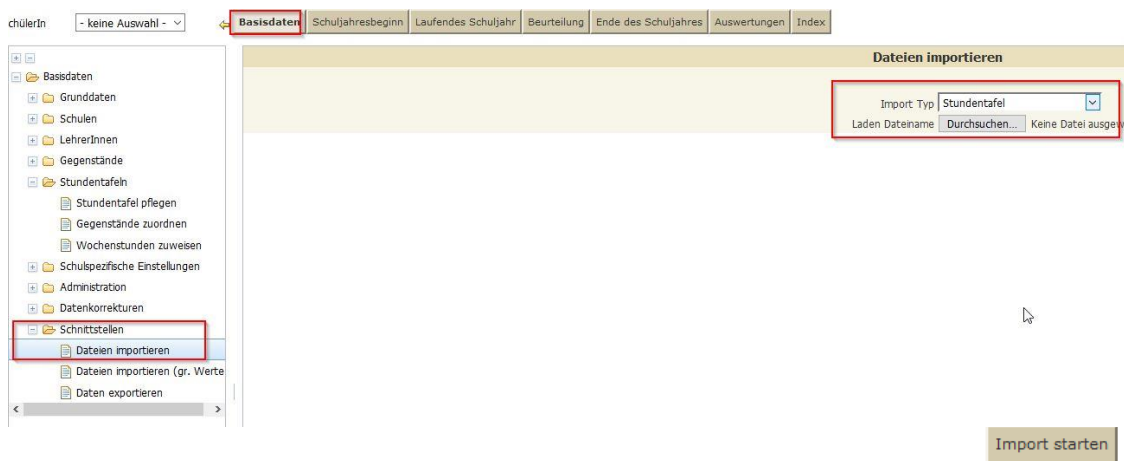 chülerIn - keine Auswahl - Basisdaten Schuljahresbeginn Laufendes Schuljahr Beurteilung Ende des Schuljahres Auswertungen Index
Dateien importieren
Basisdaten
Grunddaten
Schulen
LehrerInnen
Gegenstände
Stundentafeln
Stundentafel pflegen
Gegenstände zuordnen
Wochenstunden zuweisen
Schulspezifische Einstellungen
Administration
Datenkorrekturen
Schnittstellen
Dateien importieren
Dateien importieren (gr. Werte
Daten exportieren
Import Typ Stundentafel
Laden Dateiname Durchsuchen... Keine Datei ausgew
Import starten